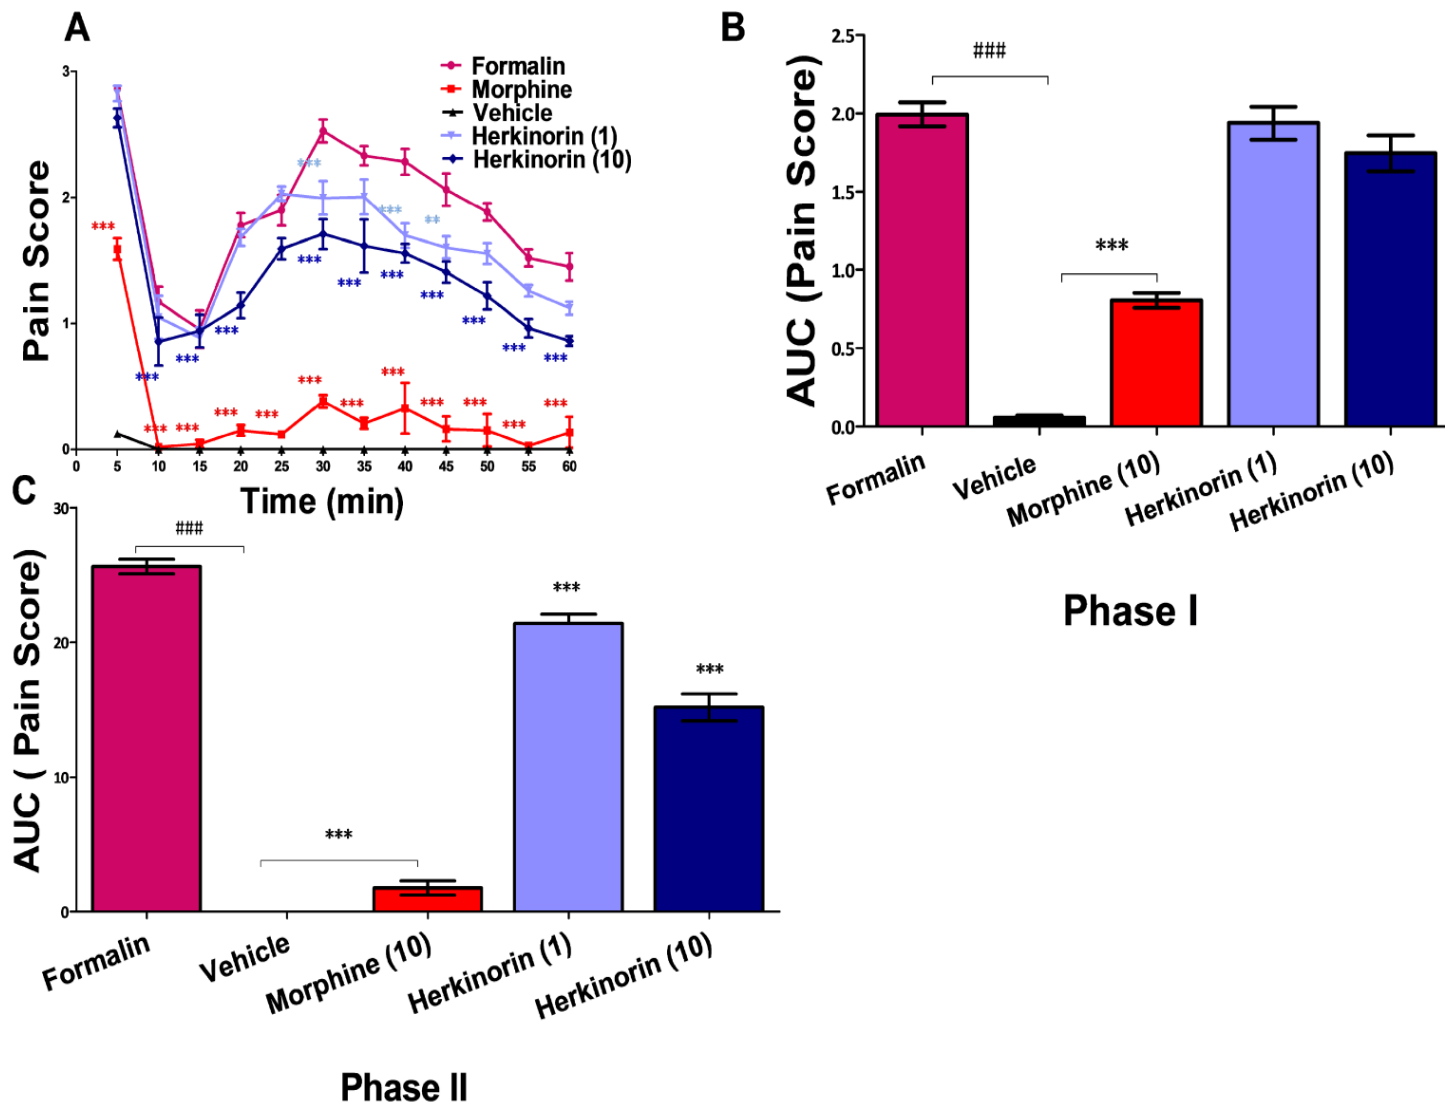 A
Formalin
Morphine
Vehicle
Herkinorin (1)
Herkinorin (10)
Pain Score
3
2
1
0
***
***
***
***
***
***
***
***
***
***
***
***
***
**
***
***
***
***
***
***
***
***
***
***
***
0 5 10 15 20 25 30 35 40 45 50 55 60
Time (min)
B
AUC (Pain Score)
2.5
2.0
1.5
1.0
0.5
0.0
###
***
Formalin
Vehicle
Morphine (10)
Herkinorin (1)
Herkinorin (10)
Phase I
C
AUC ( Pain Score)
30
20
10
0
###
***
***
***
Formalin
Vehicle
Morphine (10)
Herkinorin (1)
Herkinorin (10)
Phase II